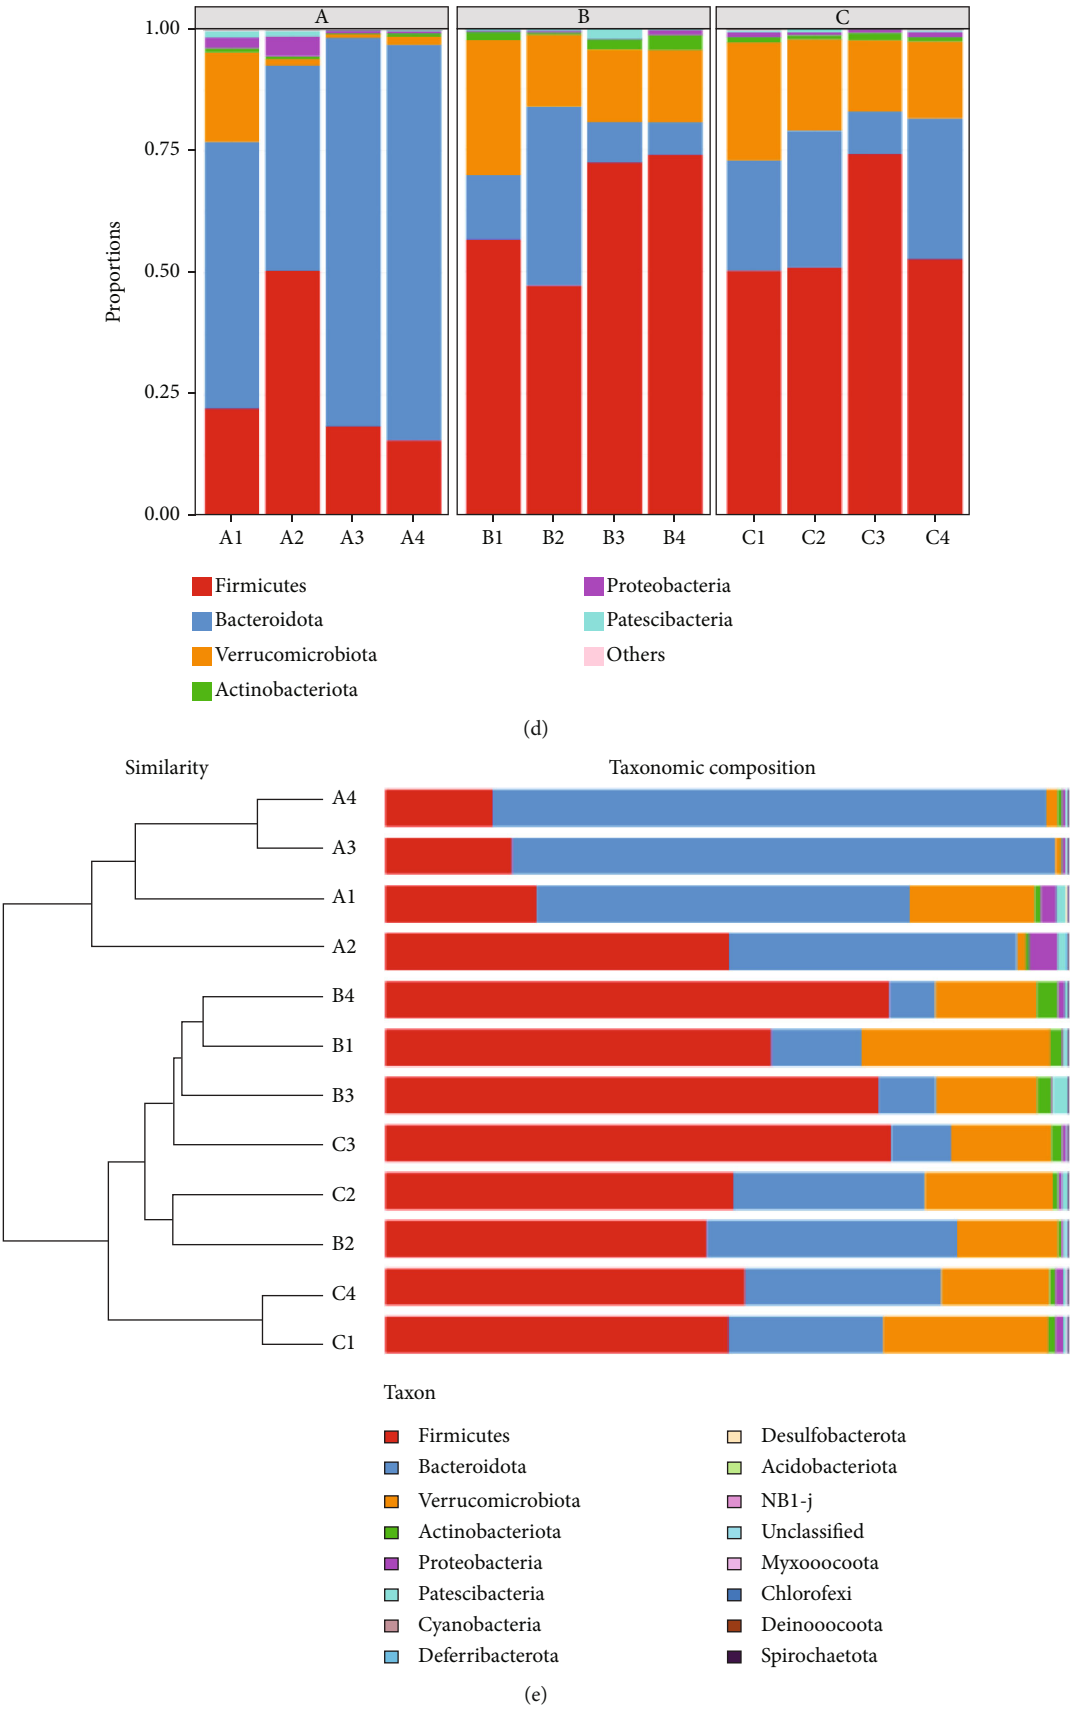 A B C
1.00
0.75
0.50
0.25
0.00
Proportions
A1 A2 A3 A4 B1 B2 B3 B4 C1 C2 C3 C4
Firmicutes
Bacteroidota
Verrucomicrobiota
Actinobacteriota
Proteobacteria
Patescibacteria
Others
(d)
Similarity
Taxonomic composition
A4
A3
A1
A2
B4
B1
B3
C3
C2
B2
C4
C1
Taxon
Firmicutes
Bacteroidota
Verrucomicrobiota
Actinobacteriota
Proteobacteria
Patescibacteria
Cyanobacteria
Deferribacterota
Desulfobacterota
Acidobacteriota
NB1-j
Unclassified
Myxooocoota
Chlorofexi
Deinooocoota
Spirochaetota
(e)